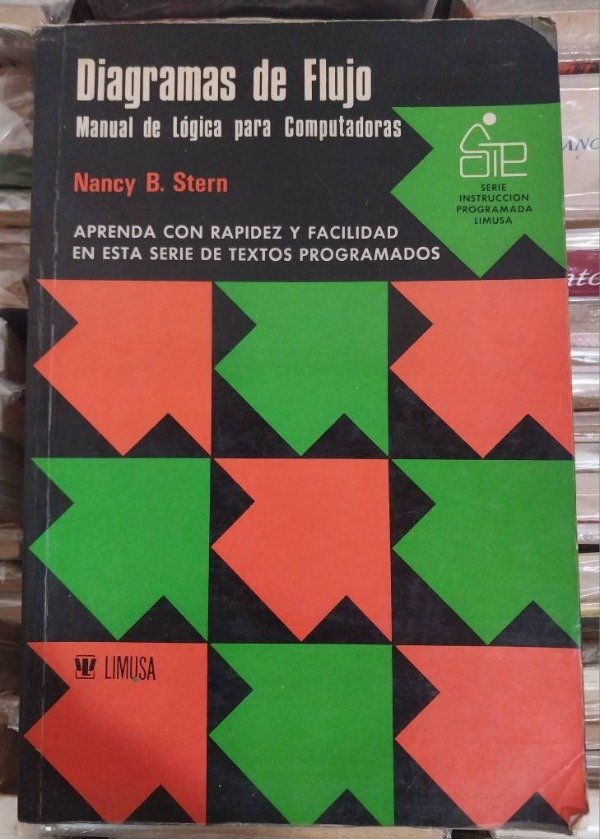 Diagramas de Flujo
Manual de Lógica para Computadoras
Nancy B. Stern
APRENDA CON RAPIDEZ Y FACILIDAD
EN ESTA SERIE DE TEXTOS PROGRAMADOS
SERIE
INSTRUCCION
PROGRAMADA
LIMUSA
LIMUSA